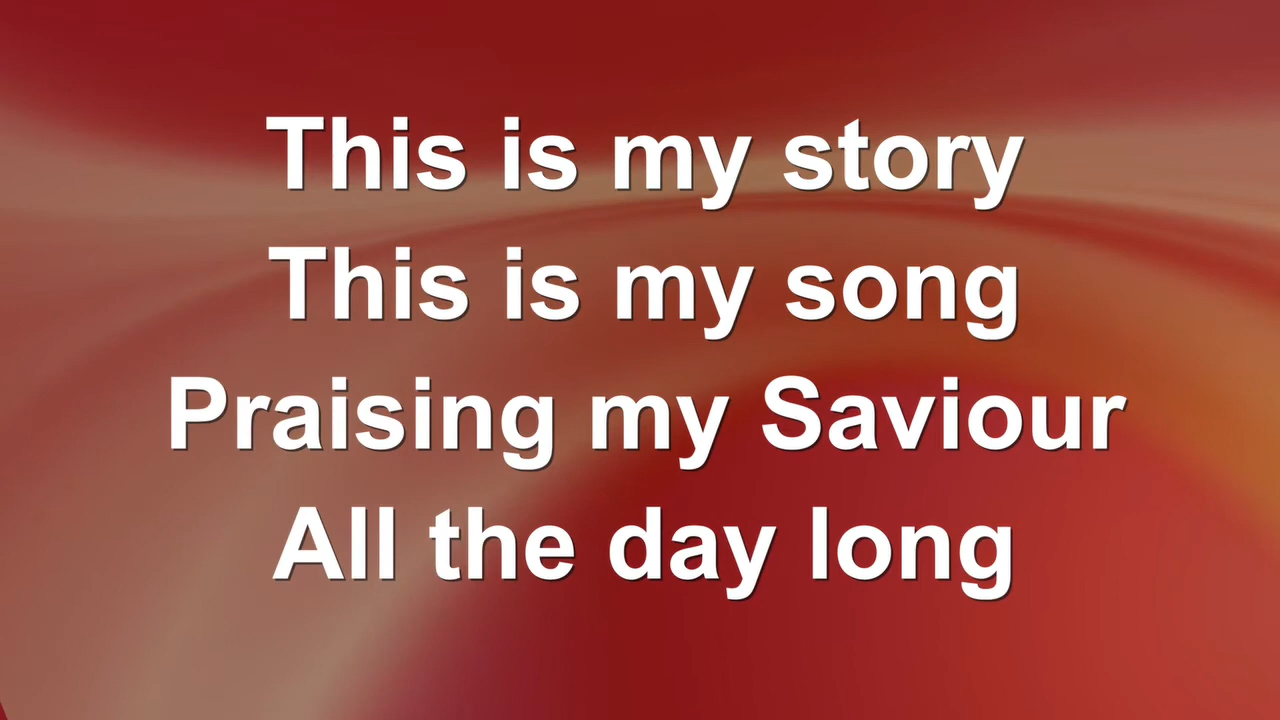 This is my story
This is my song
Praising my Saviour
All the day long